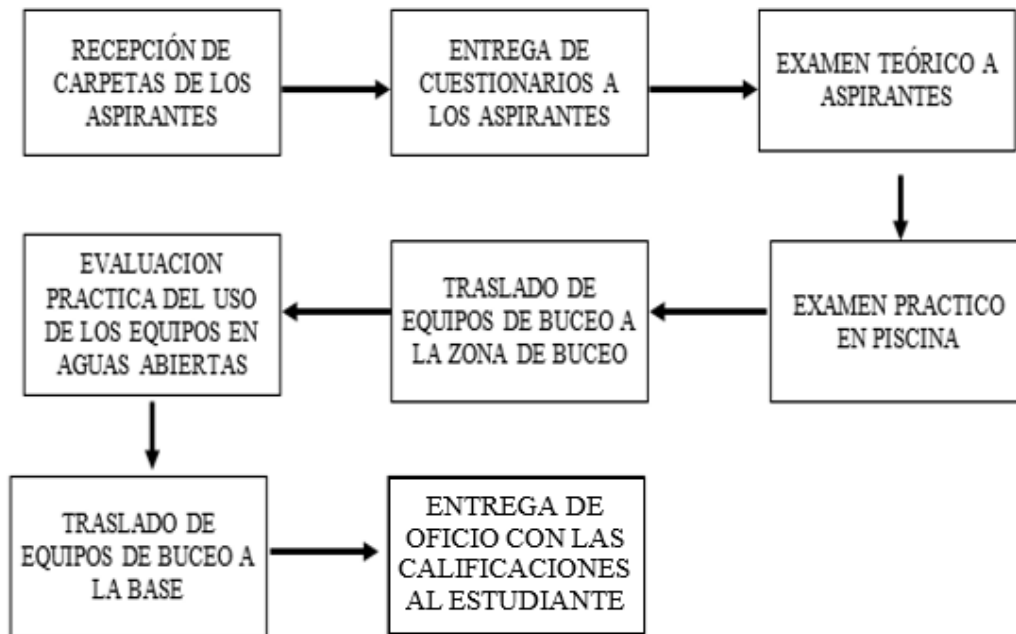 RECEPCIÓN DE
CARPETAS DE LOS
ASPIRANTES
ENTREGA DE
CUESTIONARIOS A
LOS ASPIRANTES
EXAMEN TEÓRICO A
ASPIRANTES
EXAMEN PRACTICO
EN PISCINA
TRASLADO DE
EQUIPOS DE BUCEO A
LA ZONA DE BUCEO
EVALUACION
PRACTICA DEL USO
DE LOS EQUIPOS EN
AGUAS ABIERTAS
TRASLADO DE
EQUIPOS DE BUCEO A
LA BASE
ENTREGA DE
OFICIO CON LAS
CALIFICACIONES
AL ESTUDIANTE